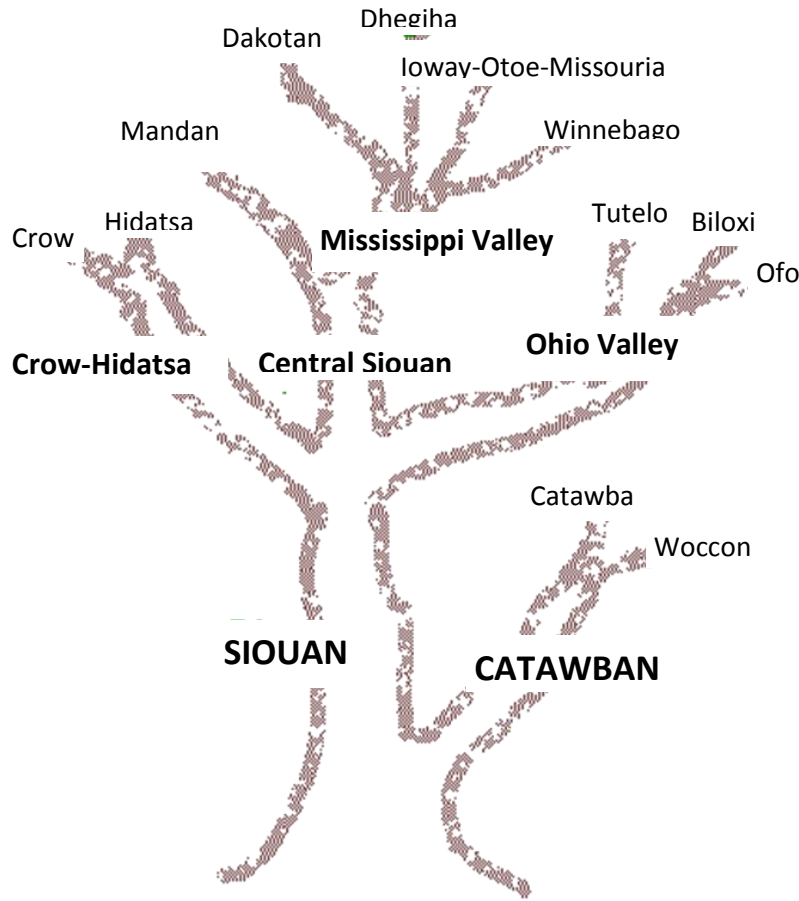 Dhegiha
Dakotan
Ioway-Otoe-Missouria
Mandan
Winnebago
Crow
Hidatsa
Mississippi Valley
Tutelo
Biloxi
Ofo
Crow-Hidatsa
Central Siouan
Ohio Valley
Catawba
Woccon
SIOUAN
CATAWBAN